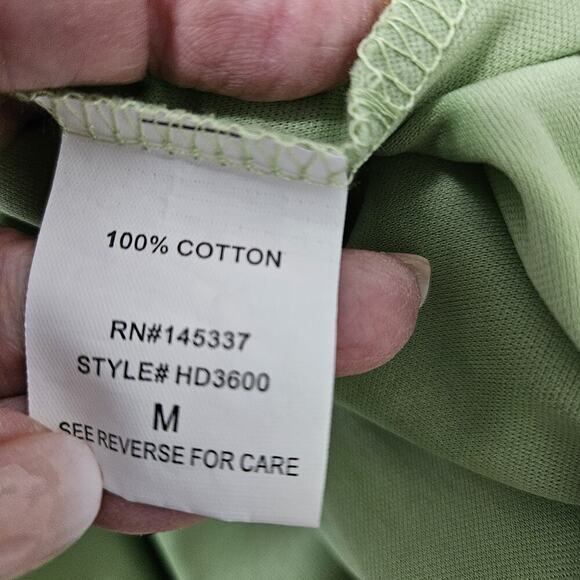 100% COTTON
RN#145337
STYLE# HD3600
M
SEE REVERSE FOR CARE